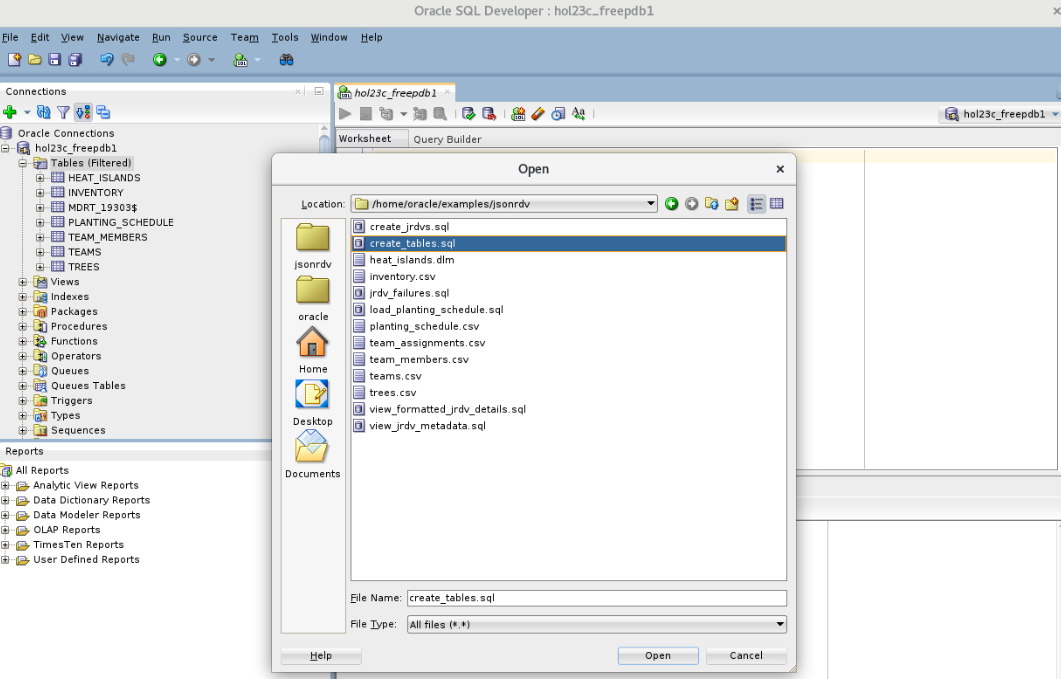 Oracle SQL Developer : hol23c_freepdb1
File Edit View Navigate Run Source Team Tools Window Help
Connections
hol23c_freepdb1
hol23c_freepdb1
Worksheet Query Builder
Oracle Connections
hol23c_freepdb1
Tables (Filtered)
HEAT_ISLANDS
INVENTORY
MDRT_19303$
PLANTING_SCHEDULE
TEAM_MEMBERS
TEAMS
TREES
Views
Indexes
Packages
Procedures
Functions
Operators
Queues
Queues Tables
Triggers
Types
Sequences
Reports
All Reports
Analytic View Reports
Data Dictionary Reports
Data Modeler Reports
OLAP Reports
TimesTen Reports
User Defined Reports
Open
Location: /home/oracle/examples/jsonrdv
jsonrdv
oracle
Home
Desktop
Documents
create_jrdvs.sql
create_tables.sql
heat_islands.dlm
inventory.csv
jrdv_failures.sql
load_planting_schedule.sql
planting_schedule.csv
team_assignments.csv
team_members.csv
teams.csv
trees.csv
view_formatted_jrdv_details.sql
view_jrdv_metadata.sql
File Name: create_tables.sql
File Type: All files (*.*)
Help Open Cancel